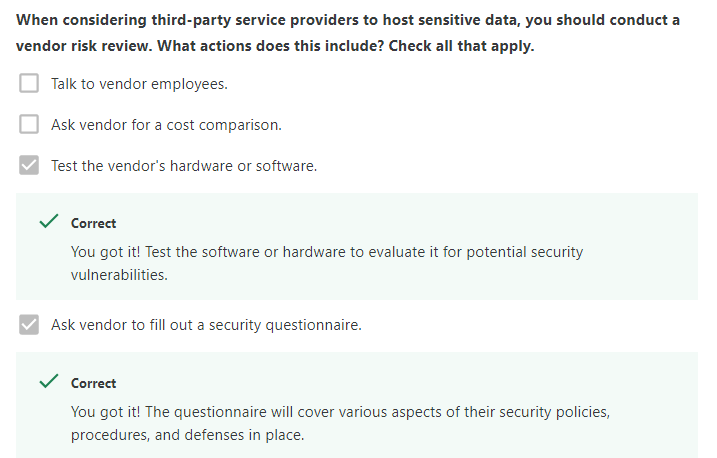 When considering third-party service providers to host sensitive data, you should conduct a
vendor risk review. What actions does this include? Check all that apply.
Talk to vendor employees.
Ask vendor for a cost comparison.
Test the vendor's hardware or software.
Correct
You got it! Test the software or hardware to evaluate it for potential security
vulnerabilities.
Ask vendor to fill out a security questionnaire.
Correct
You got it! The questionnaire will cover various aspects of their security policies,
procedures, and defenses in place.